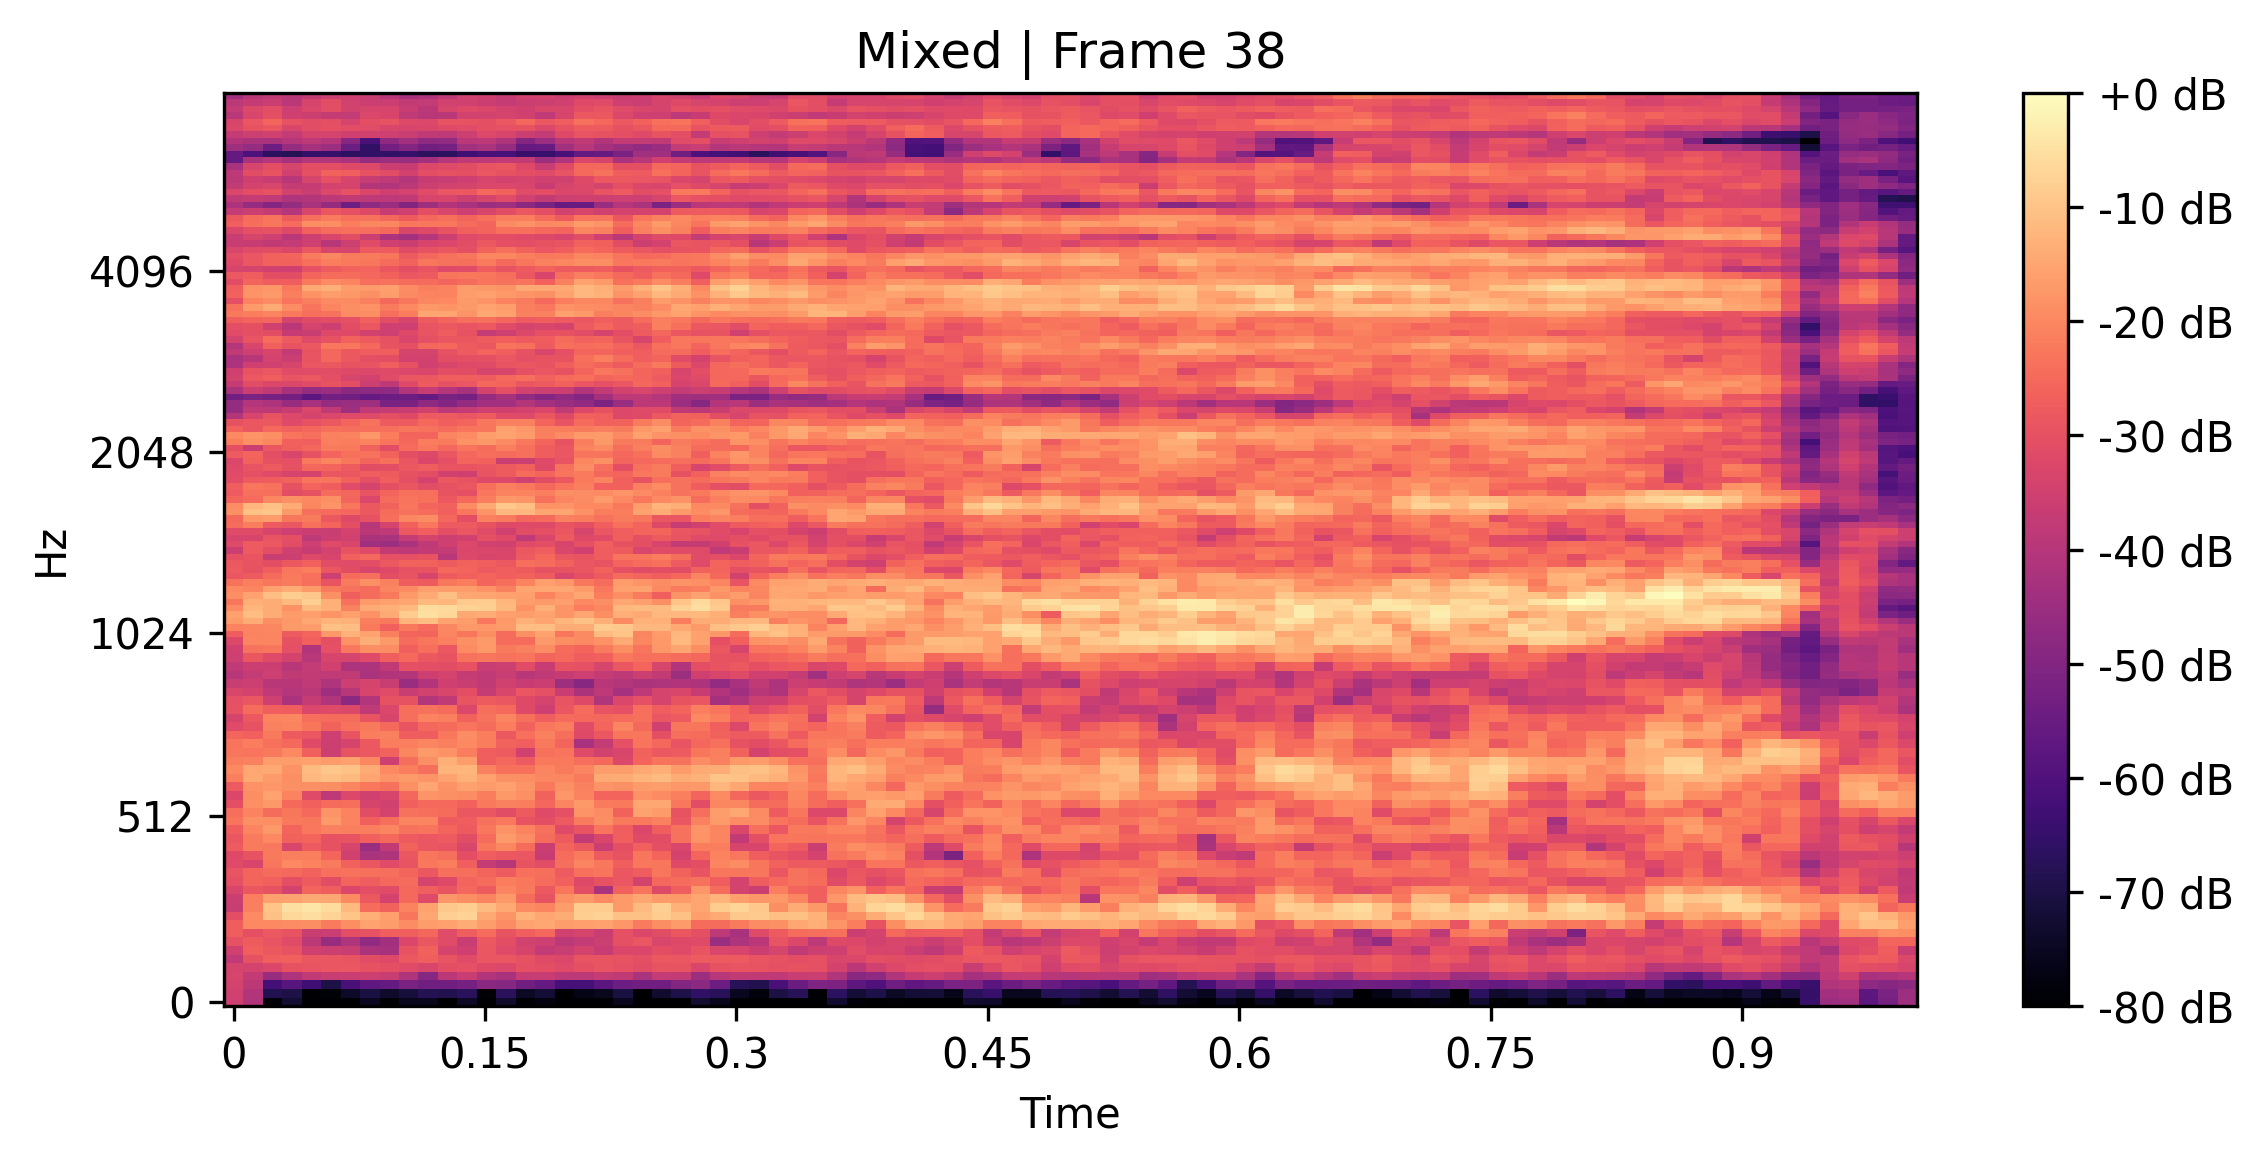 Mixed | Frame 38
+0 dB
-10 dB
4096
-20 dB
-30 dB
2048
-40 dB
Hz
1024
-50 dB
512
-60 dB
-70 dB
0
-80 dB
0 0.15 0.3 0.45 0.6 0.75 0.9
Time